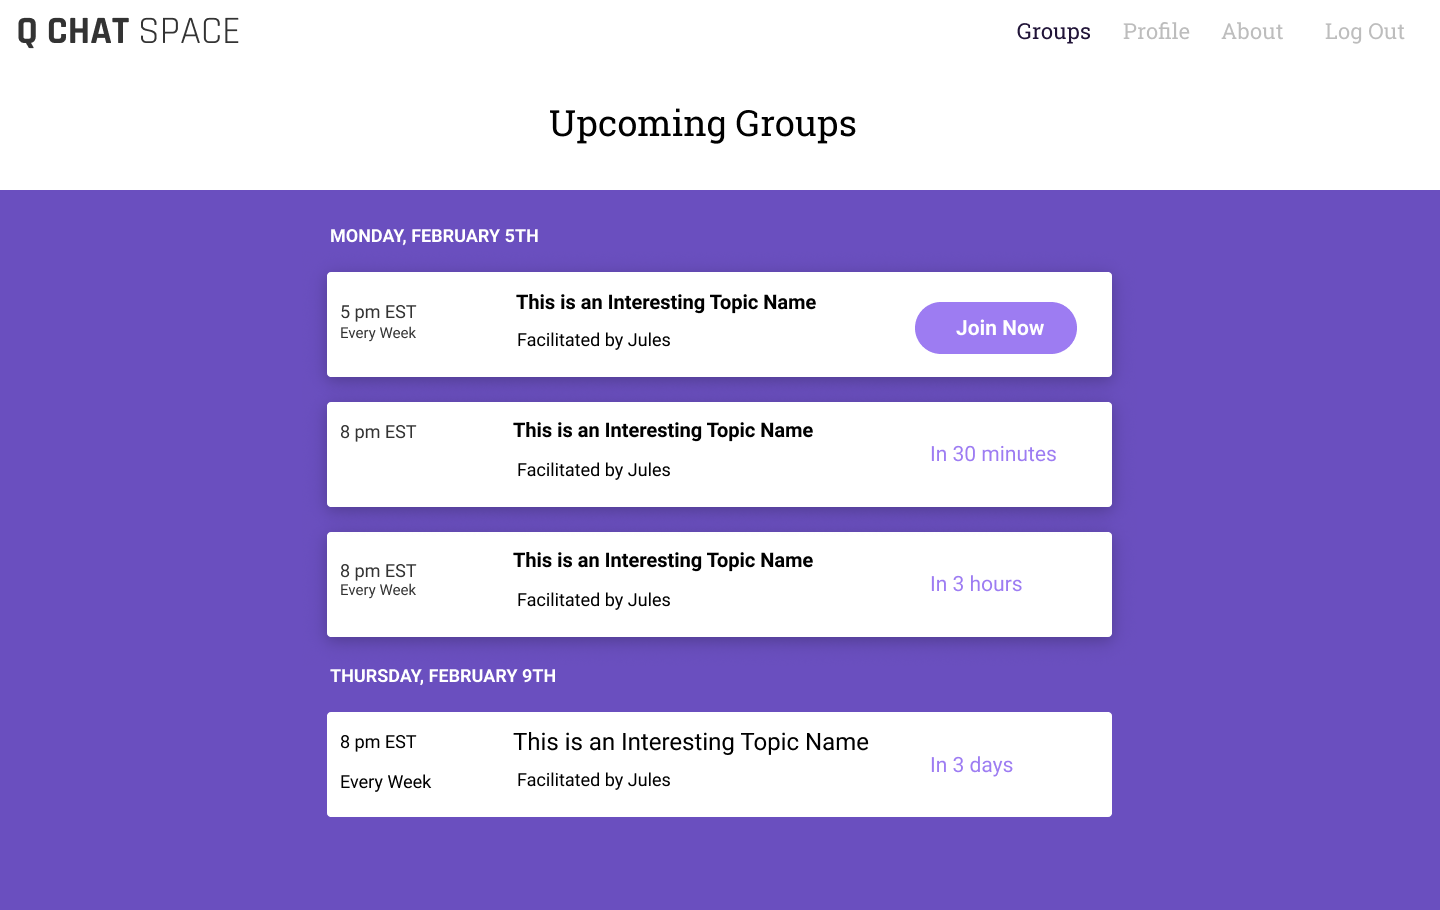 Q CHAT SPACE
Groups Profile About Log Out
Upcoming Groups
MONDAY, FEBRUARY 5TH
5 pm EST
Every Week
This is an Interesting Topic Name
Facilitated by Jules
Join Now
8 pm EST
This is an Interesting Topic Name
Facilitated by Jules
In 30 minutes
8 pm EST
Every Week
This is an Interesting Topic Name
Facilitated by Jules
In 3 hours
THURSDAY, FEBRUARY 9TH
8 pm EST
Every Week
This is an Interesting Topic Name
Facilitated by Jules
In 3 days